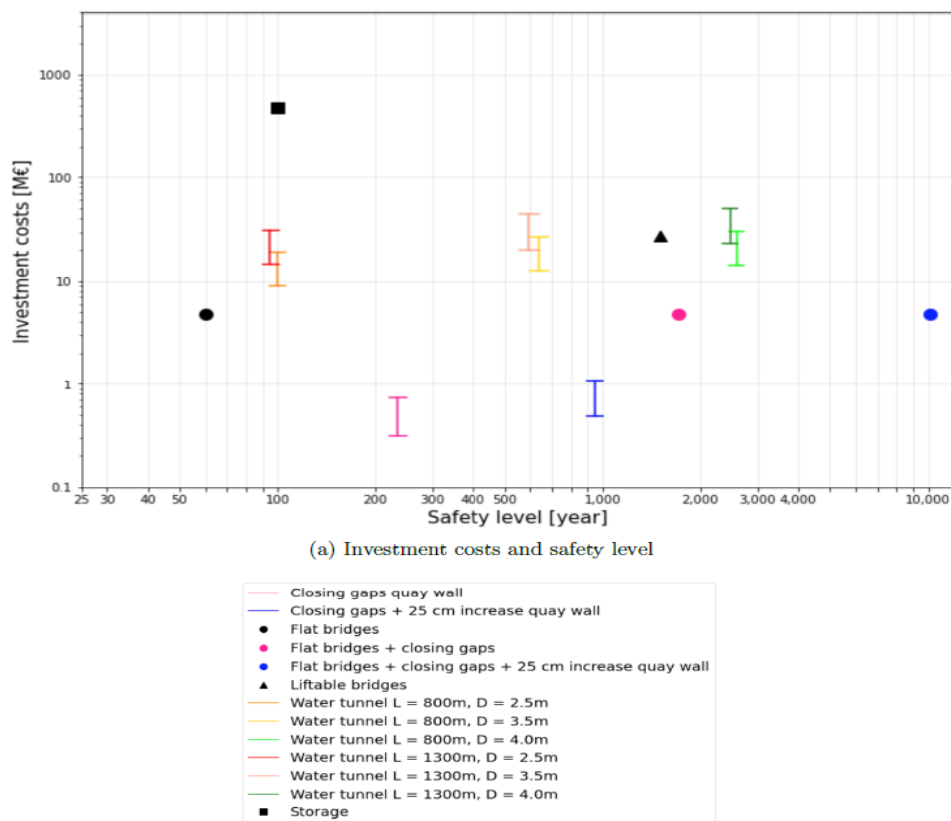 Investment costs [M€]
1000
100
10
1
0.1
25 30 40 50 100 200 300 400 500 1,000 2,000 3,000 4,000 10,000
Safety level [year]
(a) Investment costs and safety level
Closing gaps quay wall
Closing gaps + 25 cm increase quay wall
Flat bridges
Flat bridges + closing gaps
Flat bridges + closing gaps + 25 cm increase quay wall
Liftable bridges
Water tunnel L = 800m, D = 2.5m
Water tunnel L = 800m, D = 3.5m
Water tunnel L = 800m, D = 4.0m
Water tunnel L = 1300m, D = 2.5m
Water tunnel L = 1300m, D = 3.5m
Water tunnel L = 1300m, D = 4.0m
Storage